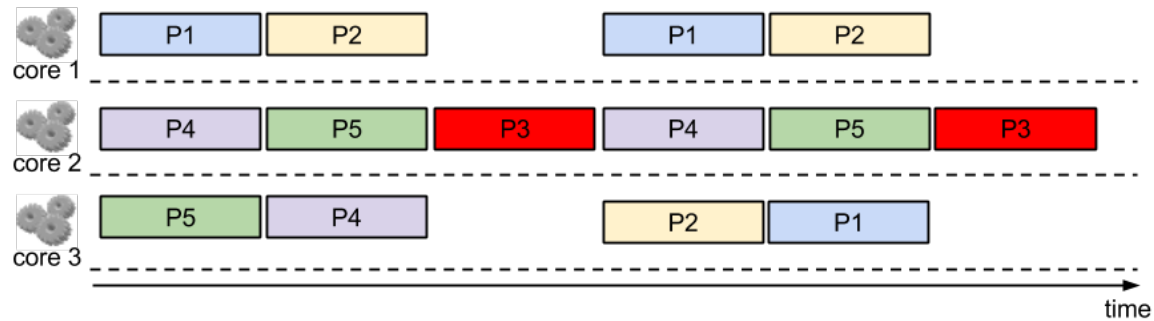 P1 P2 P1 P2
core 1
P4 P5 P3 P4 P5 P3
core 2
P5 P4 P2 P1
core 3
time